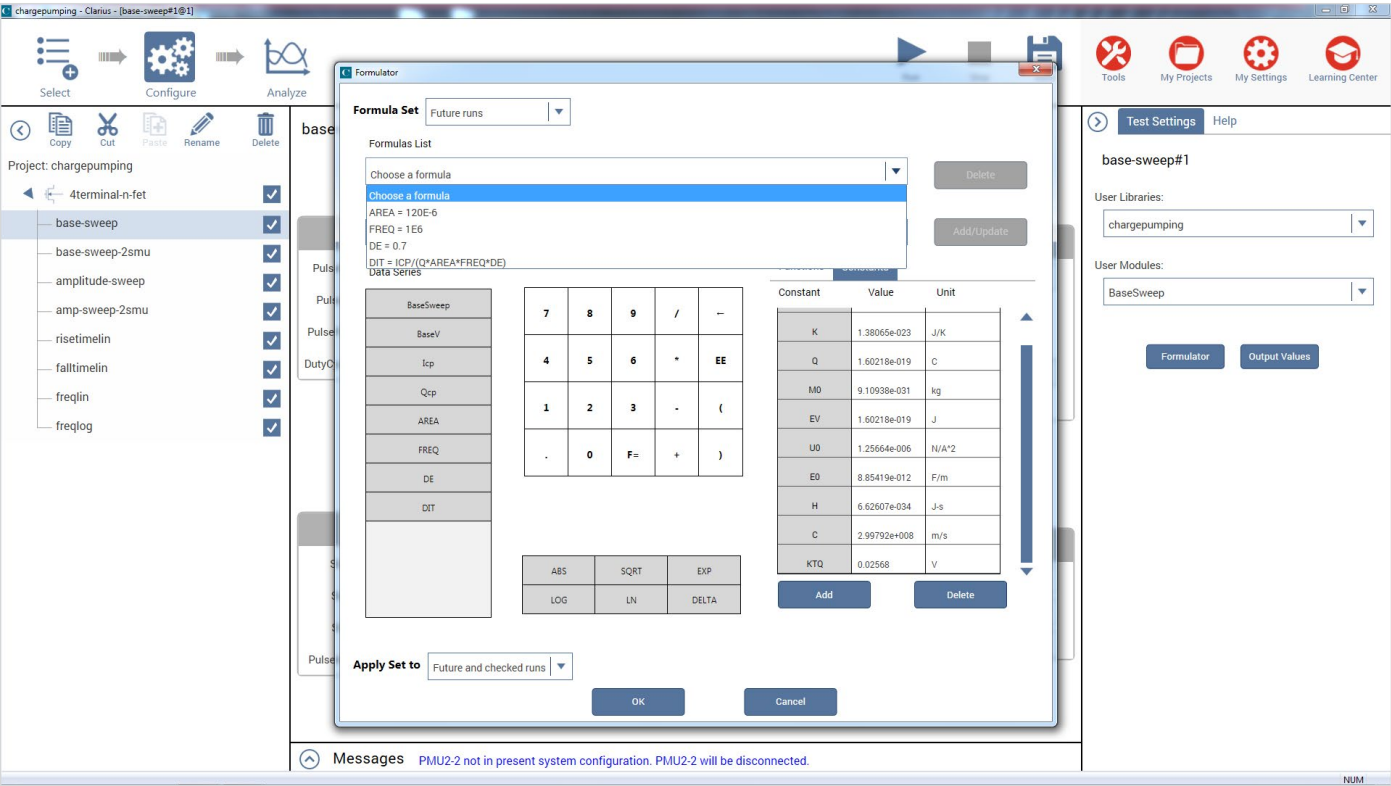 chargepumping - Clarius - [base-sweep#1@1]
Select
Configure
Analyze
Tools
My Projects
My Settings
Learning Center
Copy
Cut
Paste
Rename
Delete
Project: chargepumping
4terminal-n-fet
base-sweep
base-sweep-2smu
amplitude-sweep
amp-sweep-2smu
risetimelin
falltimelin
freqlin
freqlog
base
Puls
Puls
Pulse
DutyC
Pulse
Formulator
Formula Set
Future runs
Formulas List
Choose a formula
Delete
Choose a formula
AREA = 120E-6
FREQ = 1E6
DE = 0.7
DIT = ICP/(Q*AREA*FREQ*DE)
Add/Update
Data Series
Functions
Constants
BaseSweep
BaseV
Icp
Qcp
AREA
FREQ
DE
DIT
7 8 9 / ←
4 5 6 * EE
1 2 3 - (
. 0 F= + )
ABS SQRT EXP
LOG LN DELTA
Constant Value Unit
K 1.38065e-023 J/K
Q 1.60218e-019 C
M0 9.10938e-031 kg
EV 1.60218e-019 J
U0 1.25664e-006 N/A^2
E0 8.85419e-012 F/m
H 6.62607e-034 J-s
C 2.99792e+008 m/s
KTQ 0.02568 V
Add
Delete
Apply Set to
Future and checked runs
OK
Cancel
Messages PMU2-2 not in present system configuration. PMU2-2 will be disconnected.
Test Settings
Help
base-sweep#1
User Libraries:
chargepumping
User Modules:
BaseSweep
Formulator
Output Values
NUM